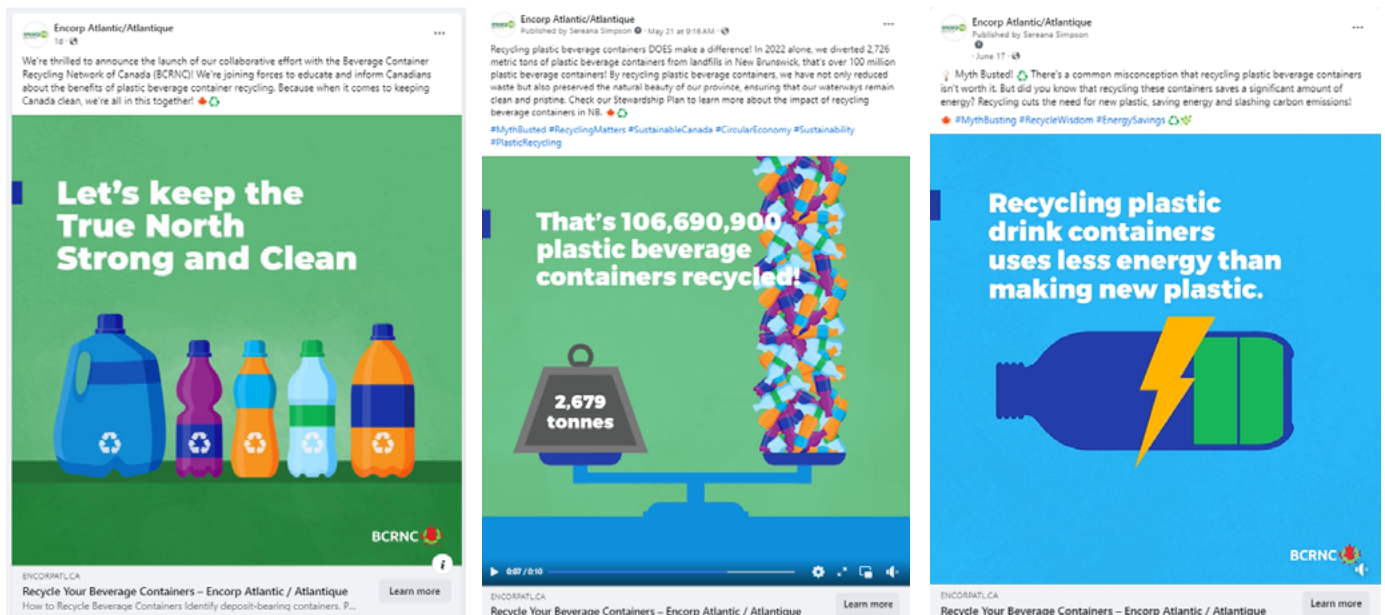 Encorp Atlantic/Atlantique
1d
We're thrilled to announce the launch of our collaborative effort with the Beverage Container
Recycling Network of Canada (BCRNC)! We're joining forces to educate and inform Canadians
about the benefits of plastic beverage container recycling. Because when it comes to keeping
Canada clean, we're all in this together! 🍁♻️
Let's keep the
True North
Strong and Clean
BCRNC
ENCORPATL.CA
Recycle Your Beverage Containers – Encorp Atlantic / Atlantique
How to Recycle Beverage Containers Identify deposit-bearing containers. P...
Learn more
Encorp Atlantic/Atlantique
Published by Sereana Simpson · May 21 at 9:16 AM ·
Recycling plastic beverage containers DOES make a difference! In 2022 alone, we diverted 2,726
metric tons of plastic beverage containers from landfills in New Brunswick, that's over 100 million
plastic beverage containers! By recycling plastic beverage containers, we have not only reduced
waste but also preserved the natural beauty of our province, ensuring that our waterways remain
clean and pristine. Check our Stewardship Plan to learn more about the impact of recycling
beverage containers in NB. 🍁♻️
#MythBusted #RecyclingMatters #SustainableCanada #CircularEconomy #Sustainability
#PlasticRecycling
That's 106,690,900
plastic beverage
containers recycled!
2,679
tonnes
0:07 / 0:10
ENCORPATL.CA
Recycle Your Beverage Containers – Encorp Atlantic / Atlantique
Learn more
Encorp Atlantic/Atlantique
Published by Sereana Simpson
· June 17 ·
💡 Myth Busted! ♻️ There's a common misconception that recycling plastic beverage containers
isn't worth it. But did you know that recycling these containers saves a significant amount of
energy? Recycling cuts the need for new plastic, saving energy and slashing carbon emissions!
🍁 #MythBusting #RecycleWisdom #EnergySavings ♻️🌿
Recycling plastic
drink containers
uses less energy than
making new plastic.
BCRNC
ENCORPATL.CA
Recycle Your Beverage Containers – Encorp Atlantic / Atlantique
Learn more